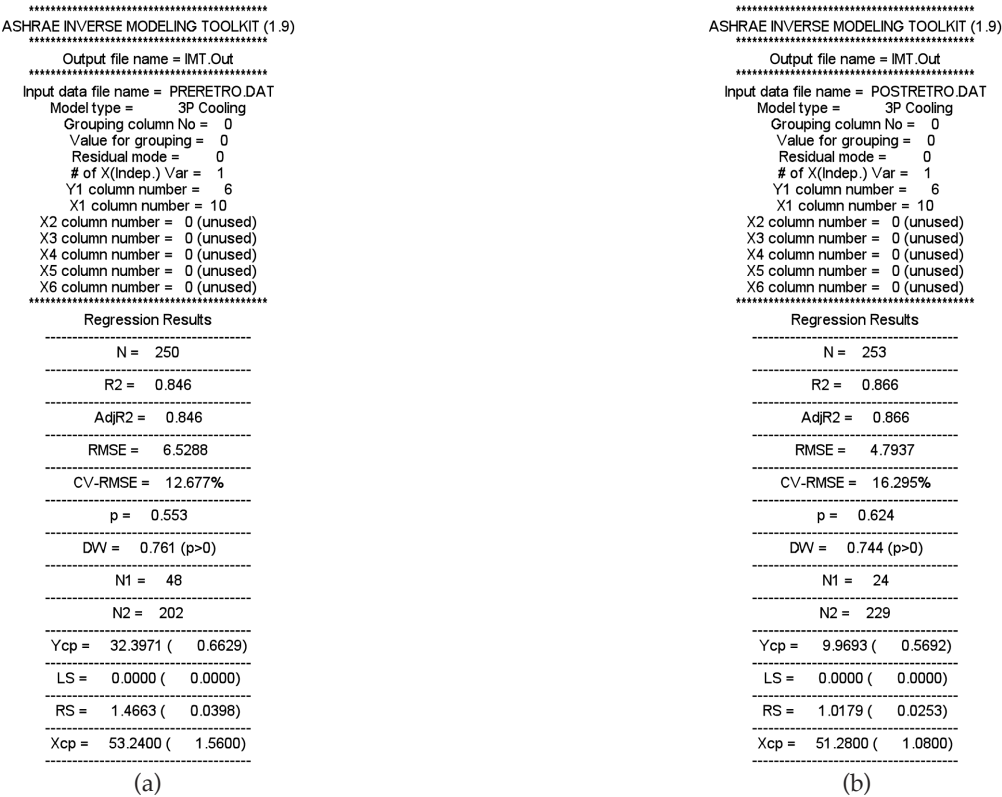 *********************************************
ASHRAE INVERSE MODELING TOOLKIT (1.9)
*********************************************
Output file name = IMT.Out
*********************************************
Input data file name = PRERETRO.DAT
Model type = 3P Cooling
Grouping column No = 0
Value for grouping = 0
Residual mode = 0
# of X(Indep.) Var = 1
Y1 column number = 6
X1 column number = 10
X2 column number = 0 (unused)
X3 column number = 0 (unused)
X4 column number = 0 (unused)
X5 column number = 0 (unused)
X6 column number = 0 (unused)
*********************************************
Regression Results
--------------------------------------
N = 250
--------------------------------------
R2 = 0.846
--------------------------------------
AdjR2 = 0.846
--------------------------------------
RMSE = 6.5288
--------------------------------------
CV-RMSE = 12.677%
--------------------------------------
p = 0.553
--------------------------------------
DW = 0.761 (p>0)
--------------------------------------
N1 = 48
--------------------------------------
N2 = 202
--------------------------------------
Ycp = 32.3971 ( 0.6629)
--------------------------------------
LS = 0.0000 ( 0.0000)
--------------------------------------
RS = 1.4663 ( 0.0398)
--------------------------------------
Xcp = 53.2400 ( 1.5600)
--------------------------------------
(a)
*********************************************
ASHRAE INVERSE MODELING TOOLKIT (1.9)
*********************************************
Output file name = IMT.Out
*********************************************
Input data file name = POSTRETRO.DAT
Model type = 3P Cooling
Grouping column No = 0
Value for grouping = 0
Residual mode = 0
# of X(Indep.) Var = 1
Y1 column number = 6
X1 column number = 10
X2 column number = 0 (unused)
X3 column number = 0 (unused)
X4 column number = 0 (unused)
X5 column number = 0 (unused)
X6 column number = 0 (unused)
*********************************************
Regression Results
--------------------------------------
N = 253
--------------------------------------
R2 = 0.866
--------------------------------------
AdjR2 = 0.866
--------------------------------------
RMSE = 4.7937
--------------------------------------
CV-RMSE = 16.295%
--------------------------------------
p = 0.624
--------------------------------------
DW = 0.744 (p>0)
--------------------------------------
N1 = 24
--------------------------------------
N2 = 229
--------------------------------------
Ycp = 9.9693 ( 0.5692)
--------------------------------------
LS = 0.0000 ( 0.0000)
--------------------------------------
RS = 1.0179 ( 0.0253)
--------------------------------------
Xcp = 51.2800 ( 1.0800)
--------------------------------------
(b)